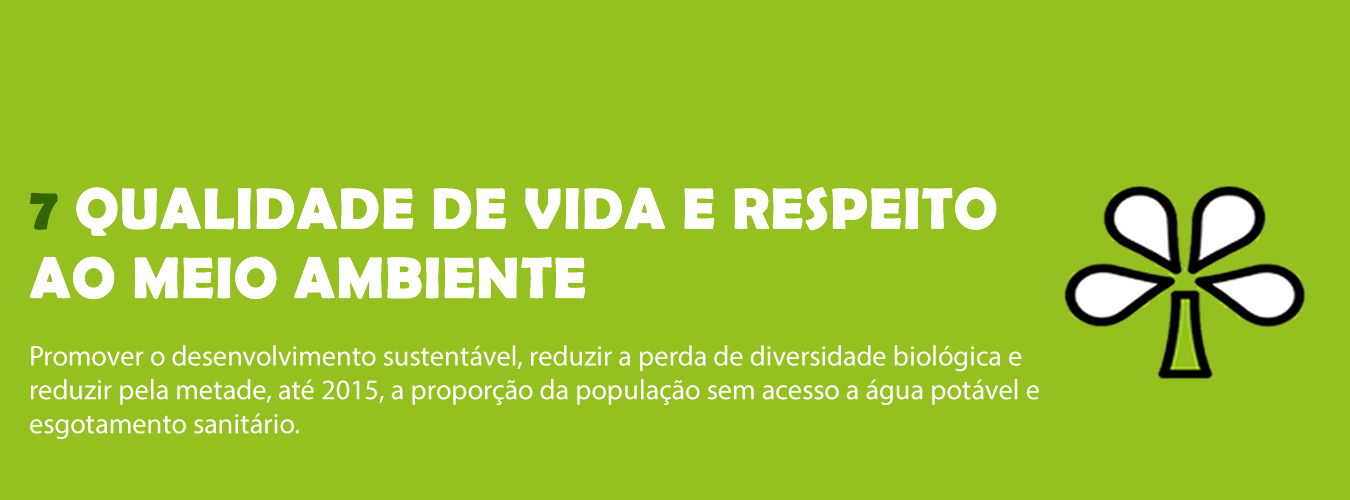 7 QUALIDADE DE VIDA E RESPEITO
AO MEIO AMBIENTE
Promover o desenvolvimento sustentável, reduzir a perda de diversidade biológica e
reduzir pela metade, até 2015, a proporção da população sem acesso a água potável e
esgotamento sanitário.